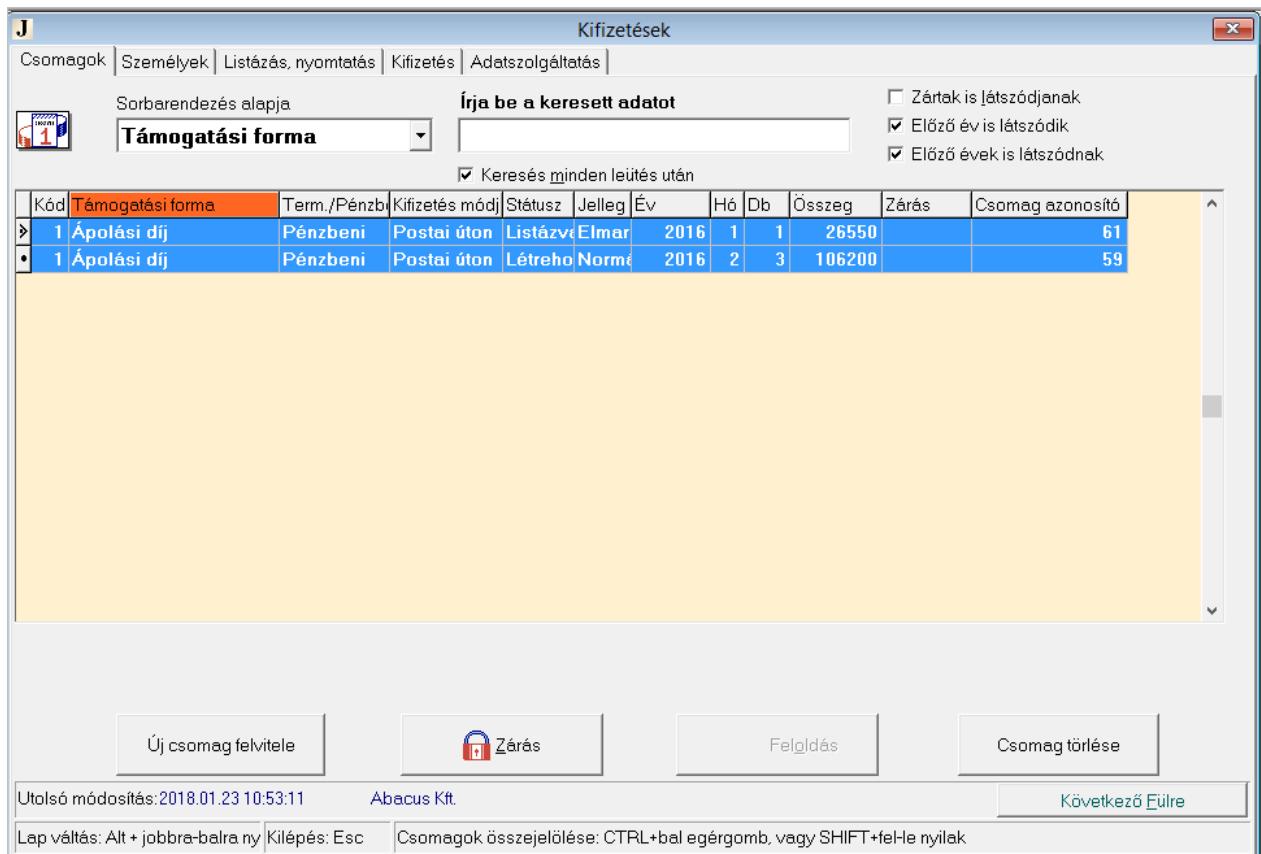 J Kifizetések
Csomagok Személyek Listázás, nyomtatás Kifizetés Adatszolgáltatás
Sorbarendezés alapja
Támogatási forma
Írja be a keresett adatot
Keresés minden leütés után
Zártak is látszódjanak
Előző év is látszódik
Előző évek is látszódnak
Kód Támogatási forma Term./Pénzb Kifizetés módj Státusz Jelleg Év Hó Db Összeg Zárás Csomag azonosító
1 Ápolási díj Pénzbeni Postai úton Listázva Elmar 2016 1 1 26550 61
1 Ápolási díj Pénzbeni Postai úton Létreho Normá 2016 2 3 106200 59
Új csomag felvitele Zárás Feloldás Csomag törlése
Utolsó módosítás: 2018.01.23 10:53:11 Abacus Kft. Következő Fülre
Lap váltás: Alt + jobbra-balra ny Kilépés: Esc Csomagok összejelölése: CTRL+bal egérgomb, vagy SHIFT+fel-le nyilak